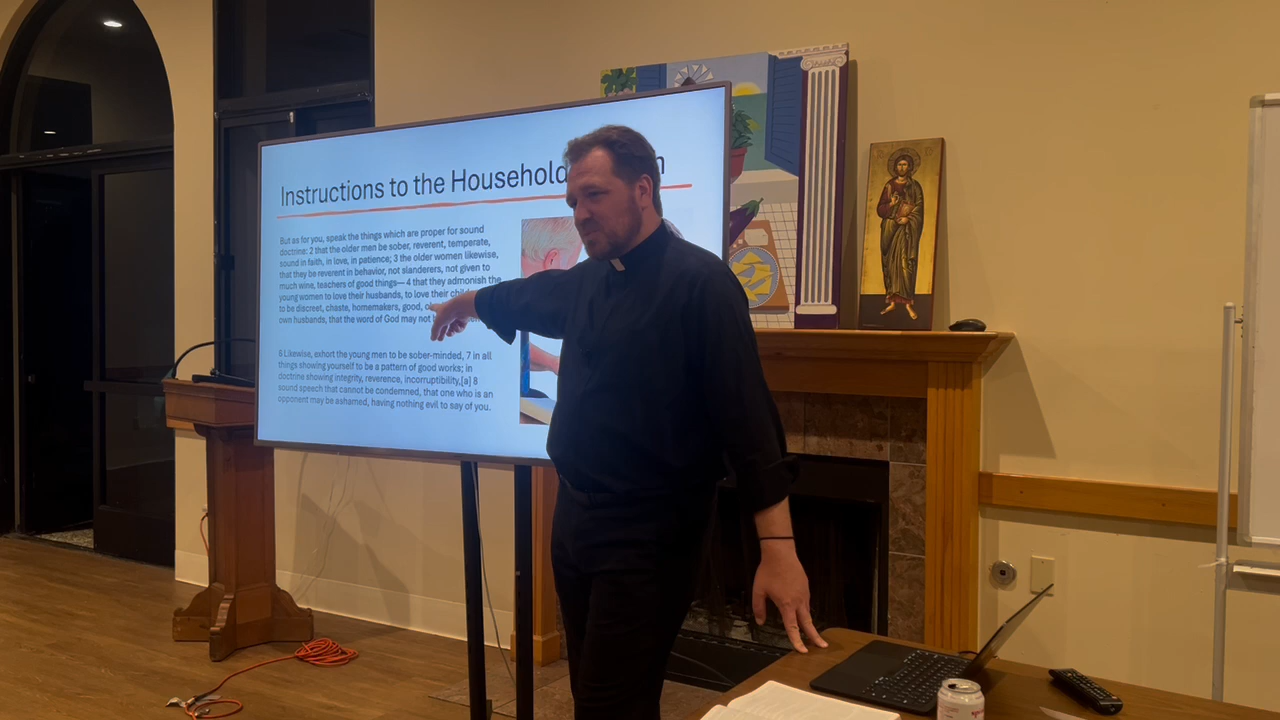 Instructions to the Household
But as for you, speak the things which are proper for sound
doctrine: 2 that the older men be sober, reverent, temperate,
sound in faith, in love, in patience; 3 the older women likewise,
that they be reverent in behavior, not slanderers, not given to
much wine, teachers of good things— 4 that they admonish the
young women to love their husbands, to love their
to be discreet, chaste, homemakers, good,
own husbands, that the word of God may not
6 Likewise, exhort the young men to be sober-minded, 7 in all
things showing yourself to be a pattern of good works; in
doctrine showing integrity, reverence, incorruptibility,[a] 8
sound speech that cannot be condemned, that one who is an
opponent may be ashamed, having nothing evil to say of you.